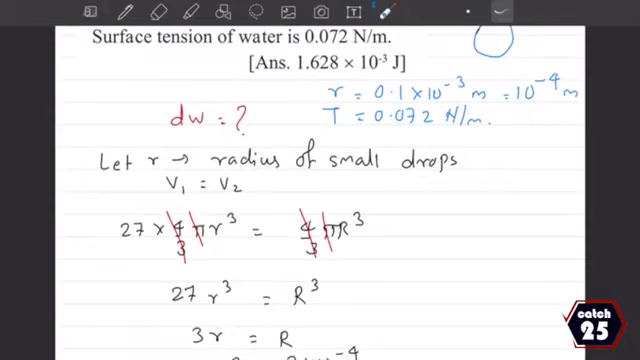 Surface tension of water is 0.072 N/m.
[Ans. 1.628 × 10⁻³ J]
r = 0.1 × 10⁻³ m = 10⁻⁴ m
T = 0.072 N/m.
dw = ?
Let r → radius of small drops
V₁ = V₂
27 × 4/3 π r³ = 4/3 π R³
27 r³ = R³
3r = R
catch
25